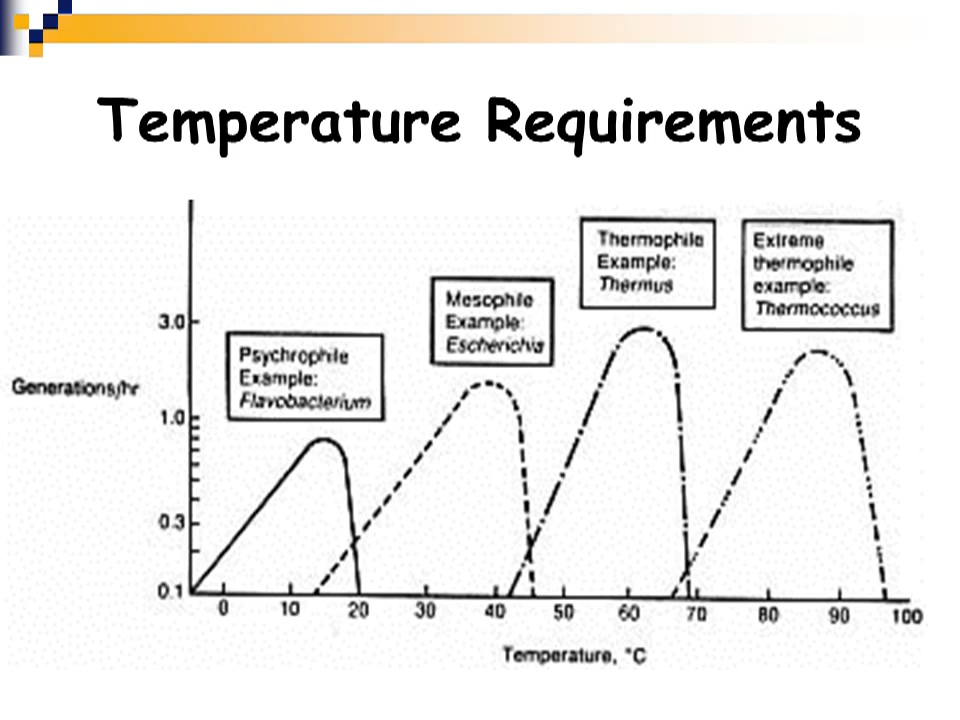 Temperature Requirements
Thermophile
Example:
Thermus
Extreme
thermophile
example:
Thermococcus
Mesophile
Example:
Escherichia
Psychrophile
Example:
Flavobacterium
3.0
Generations/hr
1.0
0.3
0.1
0 10 20 30 40 50 60 70 80 90 100
Temperature, °C